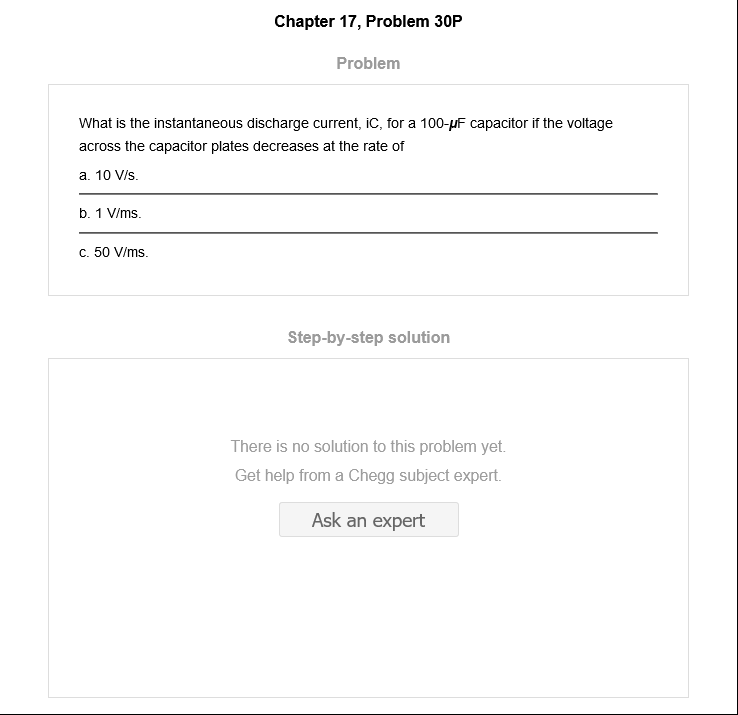 Chapter 17, Problem 30P
Problem
What is the instantaneous discharge current, iC, for a 100-μF capacitor if the voltage
across the capacitor plates decreases at the rate of
a. 10 V/s.
b. 1 V/ms.
c. 50 V/ms.
Step-by-step solution
There is no solution to this problem yet.
Get help from a Chegg subject expert.
Ask an expert